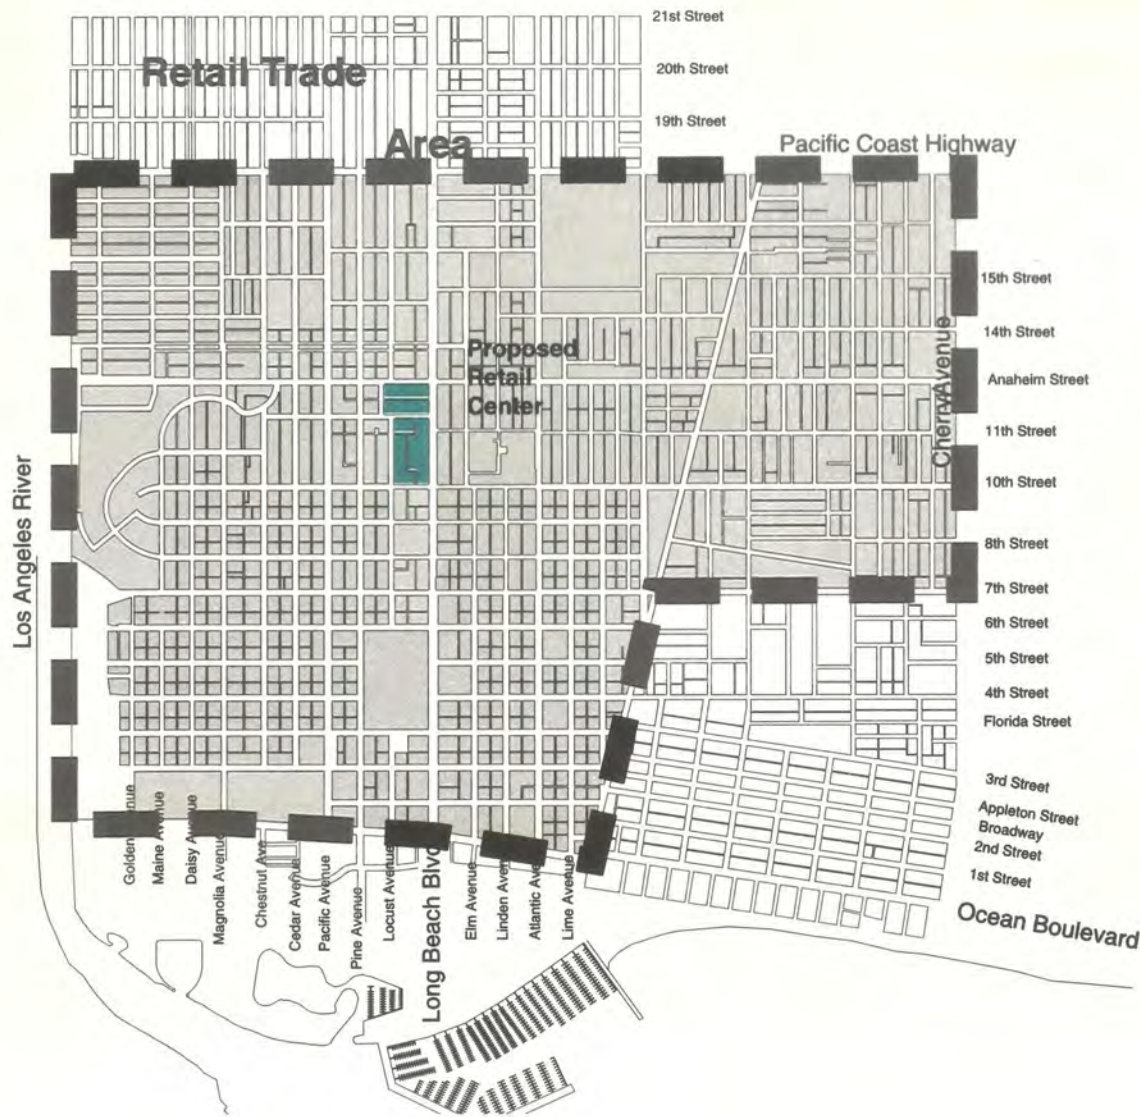 21st Street
Retail Trade
20th Street
19th Street
Area
Pacific Coast Highway
15th Street
14th Street
Proposed
Retail
Center
Anaheim Street
Cherry Avenue
11th Street
10th Street
Los Angeles River
8th Street
7th Street
6th Street
5th Street
4th Street
Florida Street
3rd Street
Appleton Street
Broadway
2nd Street
1st Street
Ocean Boulevard
Maine Avenue
Daisy Avenue
Magnolia Avenue
Chestnut Ave
Cedar Avenue
Pacific Avenue
Pine Avenue
Locust Avenue
Long Beach Blvd
Elm Avenue
Linden Avenue
Atlantic Ave
Lime Avenue